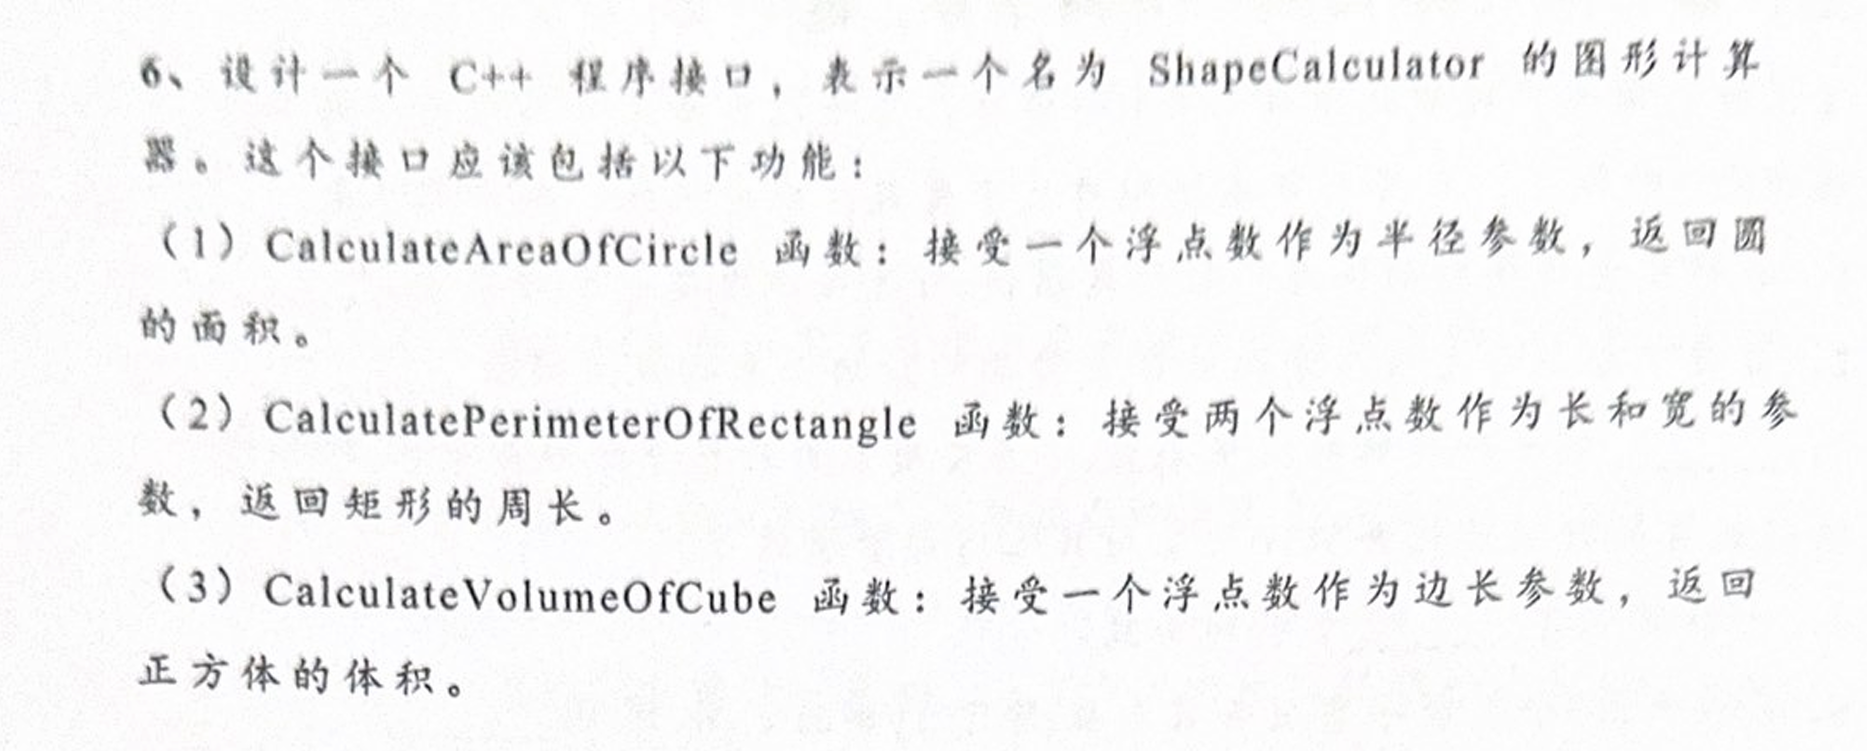 6、设计一个 C++ 程序接口，表示一个名为 ShapeCalculator 的图形计算
器。这个接口应该包括以下功能：
（1）CalculateAreaOfCircle 函数：接受一个浮点数作为半径参数，返回圆
的面积。
（2）CalculatePerimeterOfRectangle 函数：接受两个浮点数作为长和宽的参
数，返回矩形的周长。
（3）CalculateVolumeOfCube 函数：接受一个浮点数作为边长参数，返回
正方体的体积。